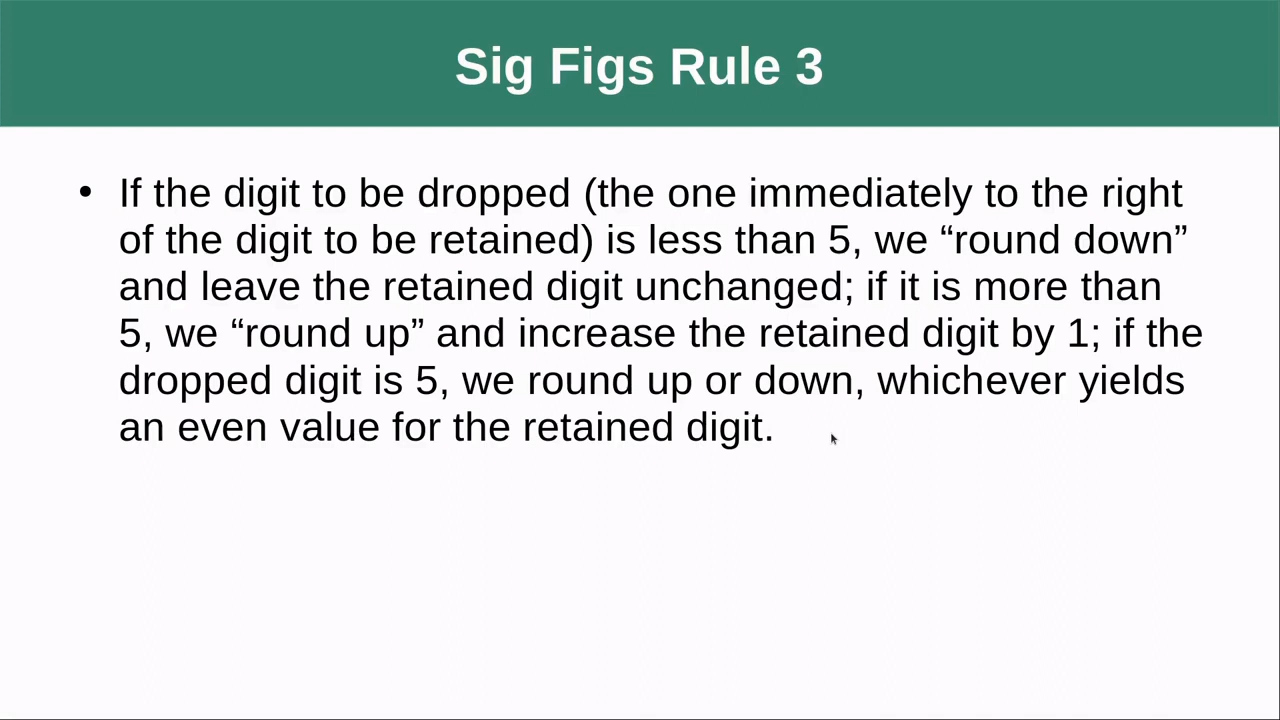 Sig Figs Rule 3
• If the digit to be dropped (the one immediately to the right
of the digit to be retained) is less than 5, we “round down”
and leave the retained digit unchanged; if it is more than
5, we “round up” and increase the retained digit by 1; if the
dropped digit is 5, we round up or down, whichever yields
an even value for the retained digit.